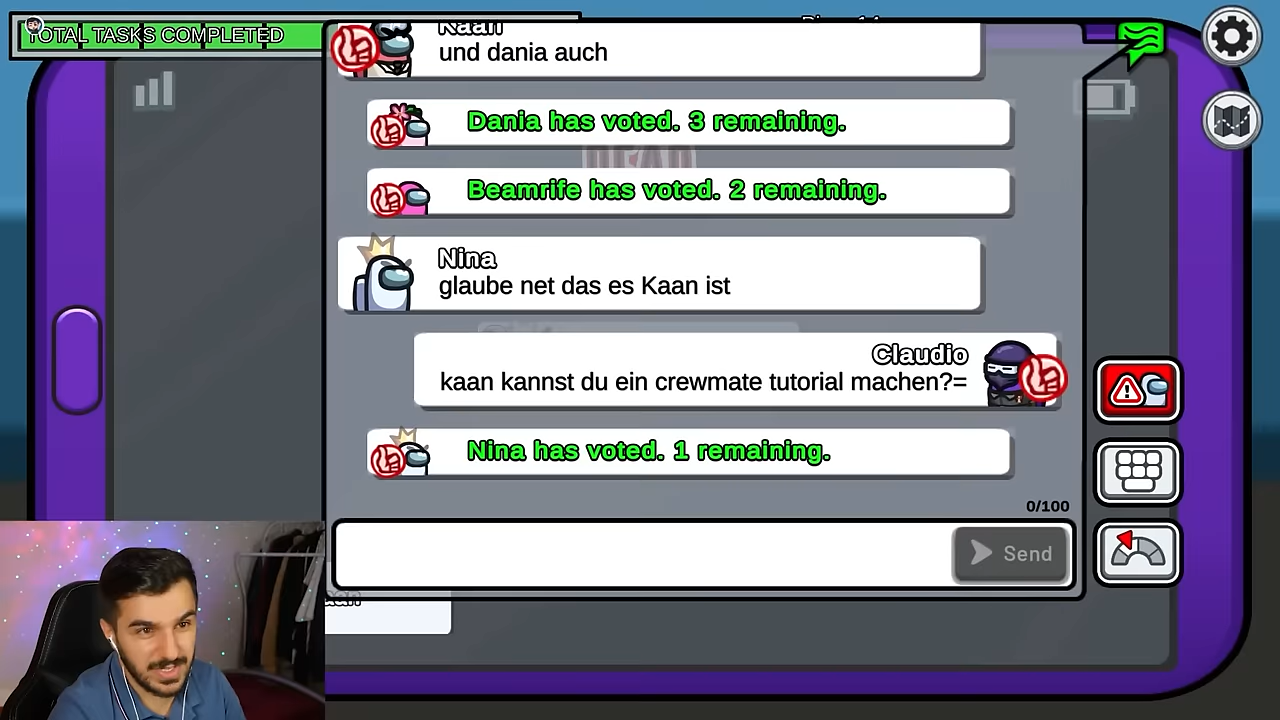 TOTAL TASKS COMPLETED
Kaan
und dania auch
Dania has voted. 3 remaining.
DEAD
Beamrife has voted. 2 remaining.
Nina
glaube net das es Kaan ist
Claudio
kaan kannst du ein crewmate tutorial machen?=
Nina has voted. 1 remaining.
0/100
Send